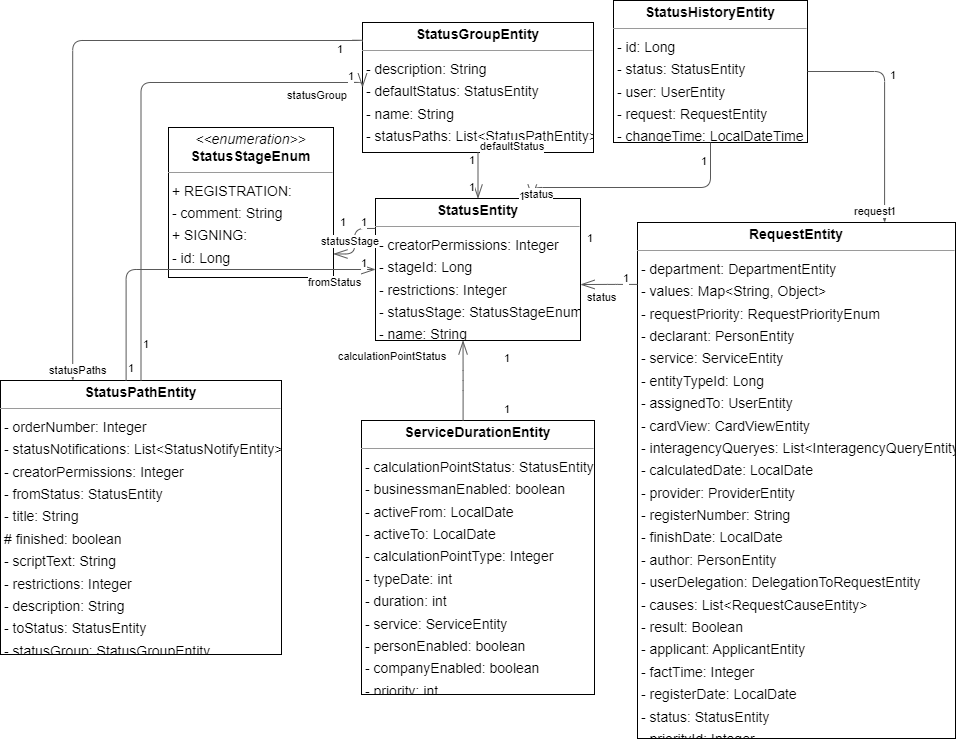 StatusHistoryEntity
- id: Long
- status: StatusEntity
- user: UserEntity
- request: RequestEntity
- changeTime: LocalDateTime
StatusGroupEntity
- description: String
- defaultStatus: StatusEntity
- name: String
- statusPaths: List<StatusPathEntity>
1
1
statusGroup
defaultStatus
1
1
1
1
status
1
request1
<<enumeration>>
StatusStageEnum
+ REGISTRATION:
- comment: String
+ SIGNING:
- id: Long
1
1
statusStage
1
fromStatus
StatusEntity
- creatorPermissions: Integer
- stageId: Long
- restrictions: Integer
- statusStage: StatusStageEnum
- name: String
1
1
status
calculationPointStatus
1
1
1
1
statusPaths
StatusPathEntity
- orderNumber: Integer
- statusNotifications: List<StatusNotifyEntity>
- creatorPermissions: Integer
- fromStatus: StatusEntity
- title: String
# finished: boolean
- scriptText: String
- restrictions: Integer
- description: String
- toStatus: StatusEntity
- statusGroup: StatusGroupEntity
ServiceDurationEntity
- calculationPointStatus: StatusEntity
- businessmanEnabled: boolean
- activeFrom: LocalDate
- activeTo: LocalDate
- calculationPointType: Integer
- typeDate: int
- duration: int
- service: ServiceEntity
- personEnabled: boolean
- companyEnabled: boolean
- priority: int
RequestEntity
- department: DepartmentEntity
- values: Map<String, Object>
- requestPriority: RequestPriorityEnum
- declarant: PersonEntity
- service: ServiceEntity
- entityTypeId: Long
- assignedTo: UserEntity
- cardView: CardViewEntity
- interagencyQueryes: List<InteragencyQueryEntity
- calculatedDate: LocalDate
- provider: ProviderEntity
- registerNumber: String
- finishDate: LocalDate
- author: PersonEntity
- userDelegation: DelegationToRequestEntity
- causes: List<RequestCauseEntity>
- result: Boolean
- applicant: ApplicantEntity
- factTime: Integer
- registerDate: LocalDate
- status: StatusEntity
- priorityId: Integer